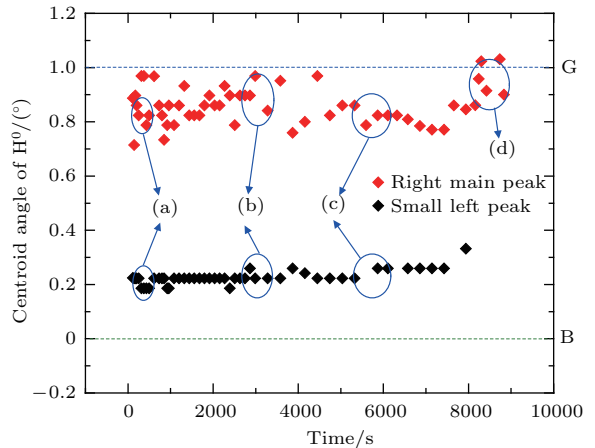 Centroid angle of H⁰/(°)
1.2
1.0
0.8
0.6
0.4
0.2
0
−0.2
G
B
(a)
(b)
(c)
(d)
Right main peak
Small left peak
0
2000
4000
6000
8000
10000
Time/s